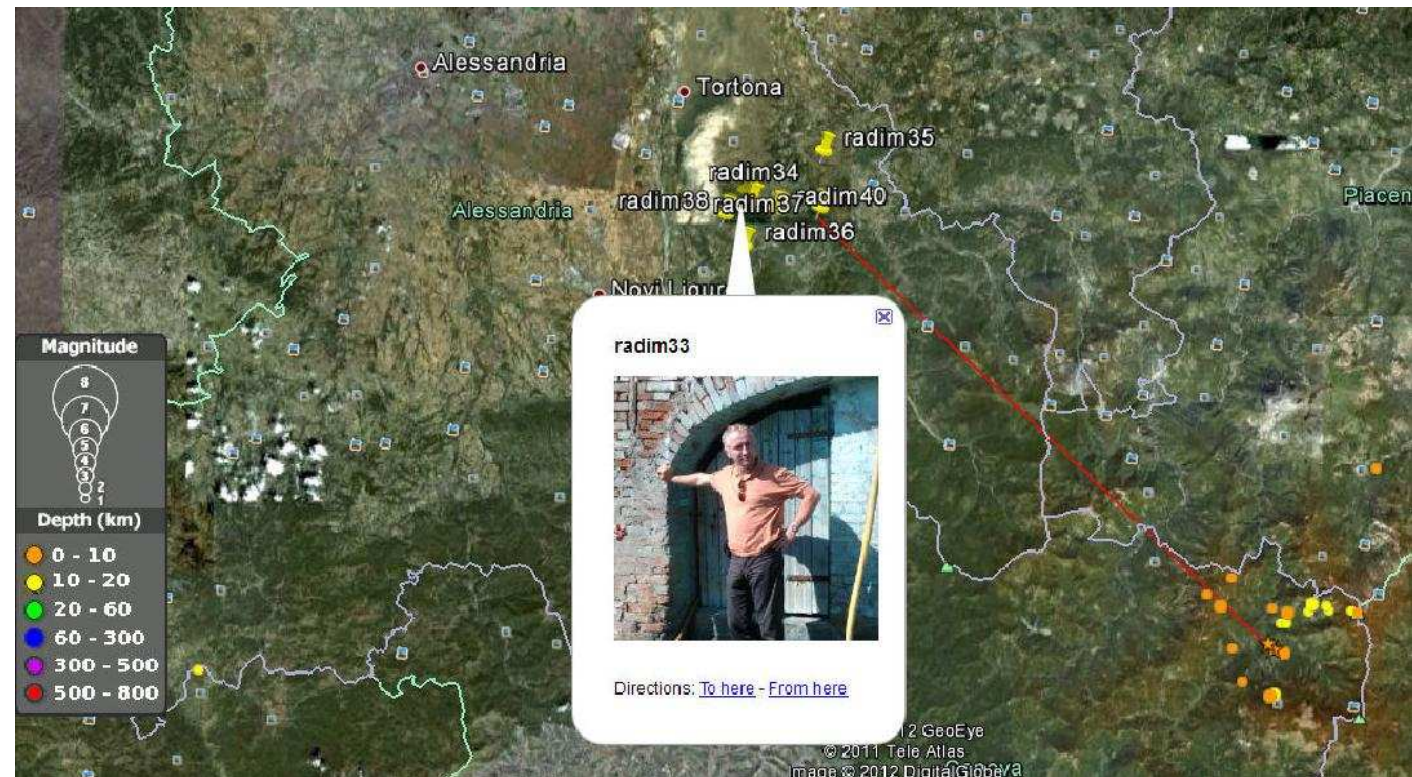 Alessandria
Tortona
radim35
radim34
radim38
radim37
radim40
Alessandria
Piacen
radim36
Novi Ligur
radim33
Magnitude
8
7
6
5
4
3
2
1
Depth (km)
0 - 10
10 - 20
20 - 60
60 - 300
300 - 500
500 - 800
Directions: To here - From here
12 GeoEye
© 2011 Tele Atlas
Image © 2012 DigitalGlobe